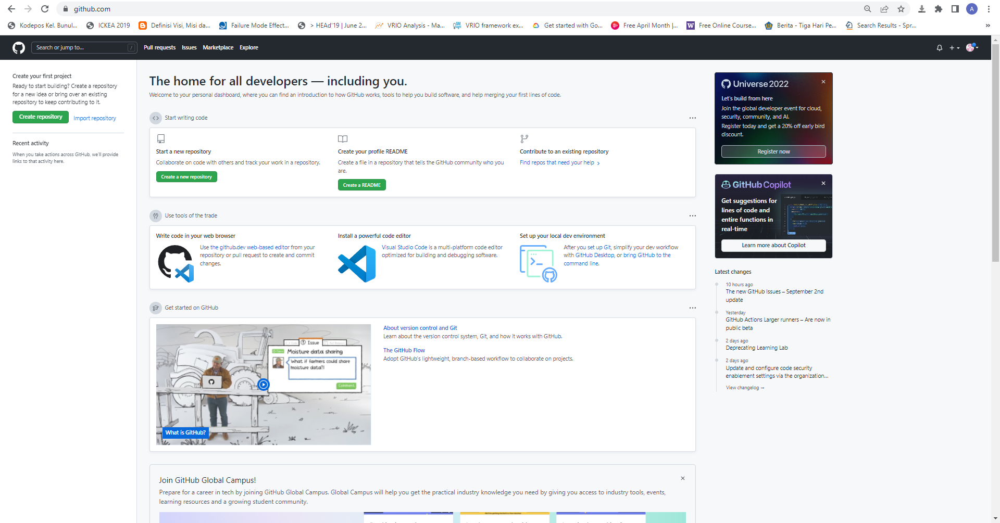 github.com
A
Kodepos Kel. Bunul...
ICKEA 2019
Definisi Visi, Misi da...
Failure Mode Effect...
> HEAd'19 | June 2...
VRIO Analysis - Ma...
VRIO framework ex...
Get started with Go...
Free April Month |...
Free Online Course...
Berita - Tiga Hari Pe...
Search Results - Spr...
»
Search or jump to...
/
Pull requests
Issues
Marketplace
Explore
Create your first project
Ready to start building? Create a repository
for a new idea or bring over an existing
repository to keep contributing to it.
Create repository
Import repository
Recent activity
When you take actions across GitHub, we'll provide
links to that activity here.
The home for all developers — including you.
Welcome to your personal dashboard, where you can find an introduction to how GitHub works, tools to help you build software, and help merging your first lines of code.
Start writing code
Start a new repository
Collaborate on code with others and track your work in a repository.
Create a new repository
Create your profile README
Create a file in a repository that tells the GitHub community who you
are.
Create a README
Contribute to an existing repository
Find repos that need your help
Use tools of the trade
Write code in your web browser
Use the github.dev web-based editor from your
repository or pull request to create and commit
changes.
Install a powerful code editor
Visual Studio Code is a multi-platform code editor
optimized for building and debugging software.
Set up your local dev environment
After you set up Git, simplify your dev workflow
with GitHub Desktop, or bring GitHub to the
command line.
Get started on GitHub
Issue
Open
Moisture data sharing
What if farmers could share
moisture data?
Comment
What is GitHub?
About version control and Git
Learn about the version control system, Git, and how it works with GitHub.
The GitHub Flow
Adopt GitHub's lightweight, branch-based workflow to collaborate on projects.
Join GitHub Global Campus!
Prepare for a career in tech by joining GitHub Global Campus. Global Campus will help you get the practical industry knowledge you need by giving you access to industry tools, events,
learning resources and a growing student community.
Universe 2022
Let's build from here
Join the global developer event for cloud,
security, community, and AI.
Register today and get a 20% off early bird
discount.
Register now
GitHub Copilot
Get suggestions for
lines of code and
entire functions in
real-time
Learn more about Copilot
Latest changes
10 hours ago
The new GitHub Issues – September 2nd
update
Yesterday
GitHub Actions Larger runners – Are now in
public beta
2 days ago
Deprecating Learning Lab
2 days ago
Update and configure code security
enablement settings via the organization...
View changelog →